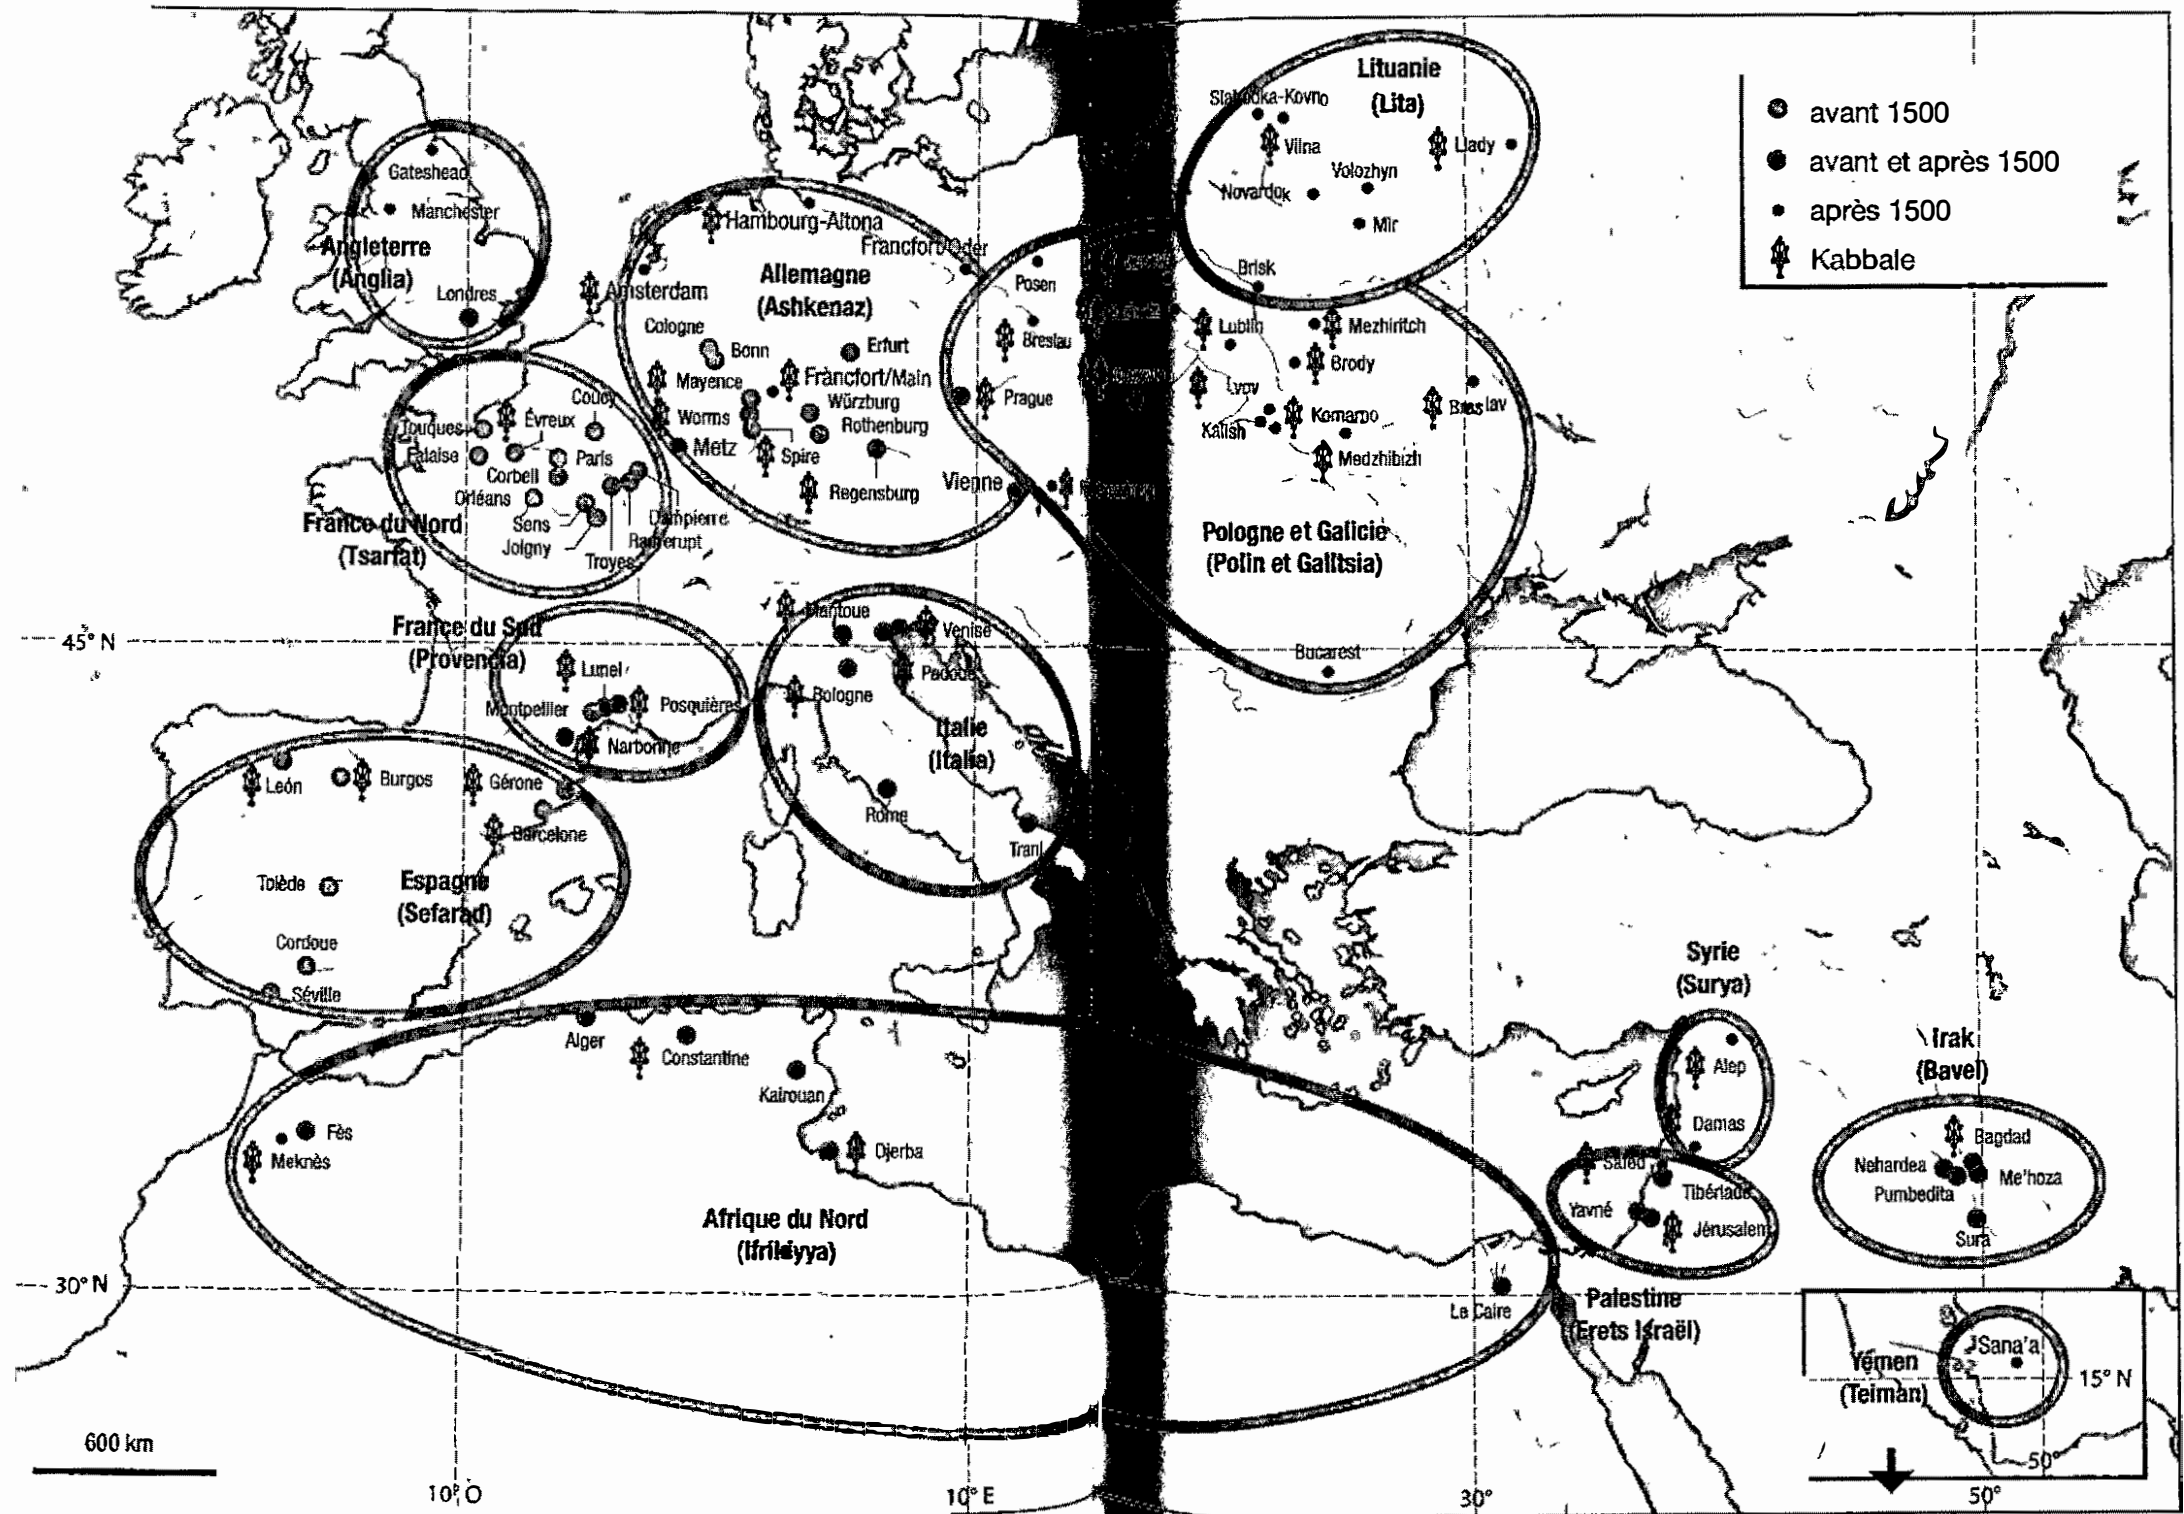 avant 1500
avant et après 1500
après 1500
Kabbale
Lituanie
(Lita)
Vilna
Llady
Volozhyn
Novardok
Mir
Brisk
Gateshead
Manchester
Angleterre
(Anglia)
Londres
Hambourg-Altona
Francfort/Oder
Allemagne
(Ashkenaz)
Amsterdam
Cologne
Bonn
Erfurt
Mayence
Francfort/Main
Worms
Würzburg
Rothenburg
Metz
Spire
Regensburg
Vienne
Posen
Breslau
Prague
Lublin
Mezhiritch
Brody
Lvov
Komarno
Kalish
Medzhibizh
Pologne et Galicie
(Polin et Galitsia)
Bucarest
Touques
Évreux
Coucy
Falaise
Paris
Corbeil
Orléans
Sens
Joigny
Dampierre
Ramerupt
Troyes
France du Nord
(Tsarfat)
45° N
France du Sud
(Provencia)
Lunel
Montpellier
Posquières
Narbonne
Mantoue
Venise
Padoue
Bologne
Italie
(Italia)
Rome
Trani
León
Burgos
Gérone
Barcelone
Tolède
Espagne
(Sefarad)
Cordoue
Séville
Alger
Constantine
Kairouan
Fès
Meknès
Djerba
Afrique du Nord
(Ifrikiyya)
Le Caire
Syrie
(Surya)
Alep
Damas
Safed
Tibériade
Yavné
Jérusalem
Palestine
(Erets Israël)
Irak
(Bavel)
Bagdad
Nehardea
Me'hoza
Pumbedita
Sura
30° N
Sana'a
Yémen
(Teiman)
15° N
50°
600 km
10° O
10° E
30°
50°